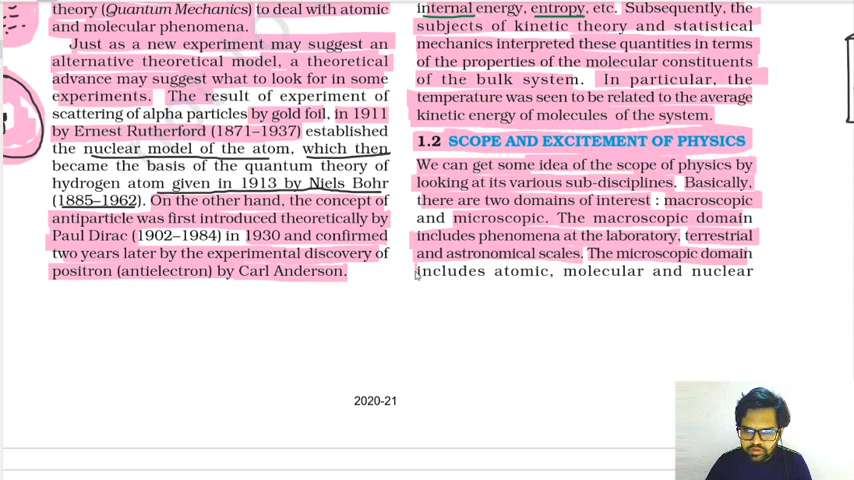 theory (Quantum Mechanics) to deal with atomic
and molecular phenomena.
Just as a new experiment may suggest an
alternative theoretical model, a theoretical
advance may suggest what to look for in some
experiments. The result of experiment of
scattering of alpha particles by gold foil, in 1911
by Ernest Rutherford (1871–1937) established
the nuclear model of the atom, which then
became the basis of the quantum theory of
hydrogen atom given in 1913 by Niels Bohr
(1885–1962). On the other hand, the concept of
antiparticle was first introduced theoretically by
Paul Dirac (1902–1984) in 1930 and confirmed
two years later by the experimental discovery of
positron (antielectron) by Carl Anderson.
internal energy, entropy, etc. Subsequently, the
subjects of kinetic theory and statistical
mechanics interpreted these quantities in terms
of the properties of the molecular constituents
of the bulk system. In particular, the
temperature was seen to be related to the average
kinetic energy of molecules of the system.
1.2 SCOPE AND EXCITEMENT OF PHYSICS
We can get some idea of the scope of physics by
looking at its various sub-disciplines. Basically,
there are two domains of interest : macroscopic
and microscopic. The macroscopic domain
includes phenomena at the laboratory, terrestrial
and astronomical scales. The microscopic domain
includes atomic, molecular and nuclear
2020-21